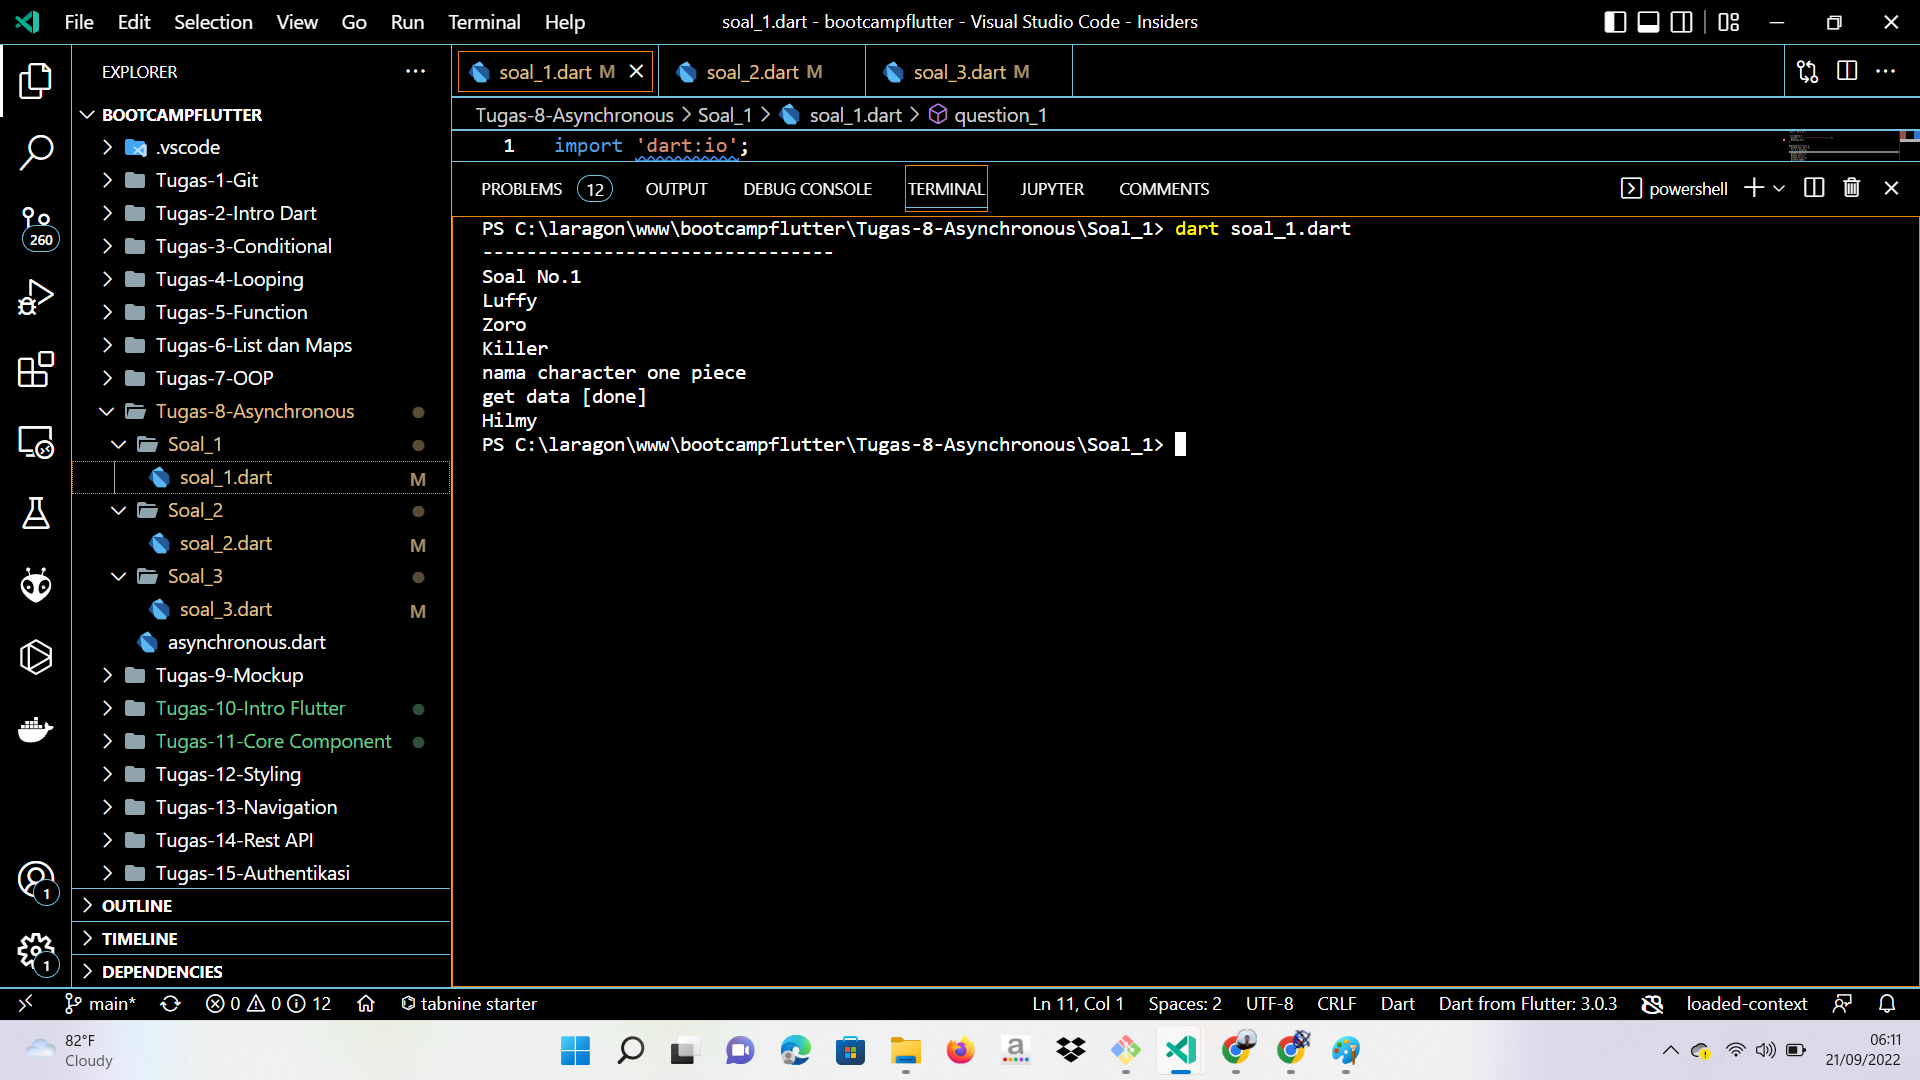 File Edit Selection View Go Run Terminal Help
soal_1.dart - bootcampflutter - Visual Studio Code - Insiders
EXPLORER
soal_1.dart M
soal_2.dart M
soal_3.dart M
BOOTCAMPFLUTTER
.vscode
Tugas-1-Git
Tugas-2-Intro Dart
Tugas-3-Conditional
Tugas-4-Looping
Tugas-5-Function
Tugas-6-List dan Maps
Tugas-7-OOP
Tugas-8-Asynchronous
Soal_1
soal_1.dart M
Soal_2
soal_2.dart M
Soal_3
soal_3.dart M
asynchronous.dart
Tugas-9-Mockup
Tugas-10-Intro Flutter
Tugas-11-Core Component
Tugas-12-Styling
Tugas-13-Navigation
Tugas-14-Rest API
Tugas-15-Authentikasi
OUTLINE
TIMELINE
DEPENDENCIES
260
1
1
Tugas-8-Asynchronous > Soal_1 > soal_1.dart > question_1
1 import 'dart:io';
PROBLEMS 12 OUTPUT DEBUG CONSOLE TERMINAL JUPYTER COMMENTS
powershell
PS C:\laragon\www\bootcampflutter\Tugas-8-Asynchronous\Soal_1> dart soal_1.dart
--------------------------------
Soal No.1
Luffy
Zoro
Killer
nama character one piece
get data [done]
Hilmy
PS C:\laragon\www\bootcampflutter\Tugas-8-Asynchronous\Soal_1>
main* 0 0 12 tabnine starter
Ln 11, Col 1 Spaces: 2 UTF-8 CRLF Dart Dart from Flutter: 3.0.3 loaded-context
82°F
Cloudy
a
06:11
21/09/2022